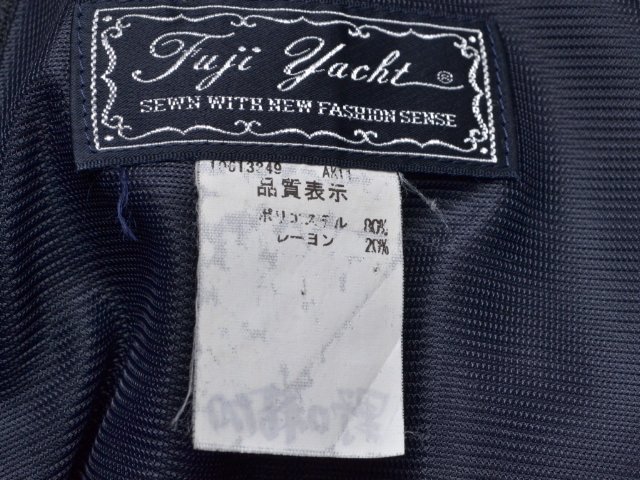 Fuji Yacht®
SEWN WITH NEW FASHION SENSE
AK11
品質表示
ポリエステル 80%
レーヨン 20%